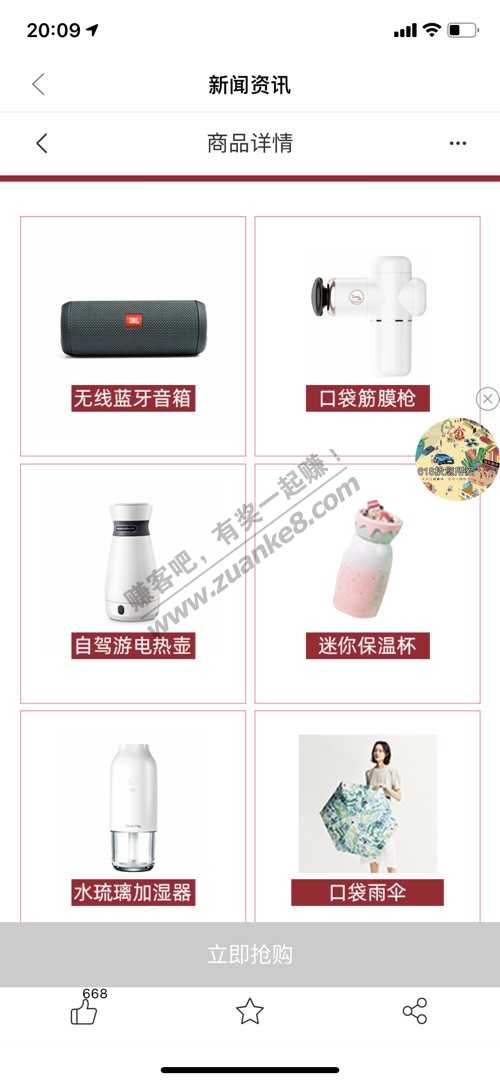 20:09
新闻资讯
商品详情
JBL
无线蓝牙音箱
口袋筋膜枪
赚客吧，有奖一起赚！
www.zuanke8.com
自驾游电热壶
迷你保温杯
水琉璃加湿器
口袋雨伞
立即抢购
668